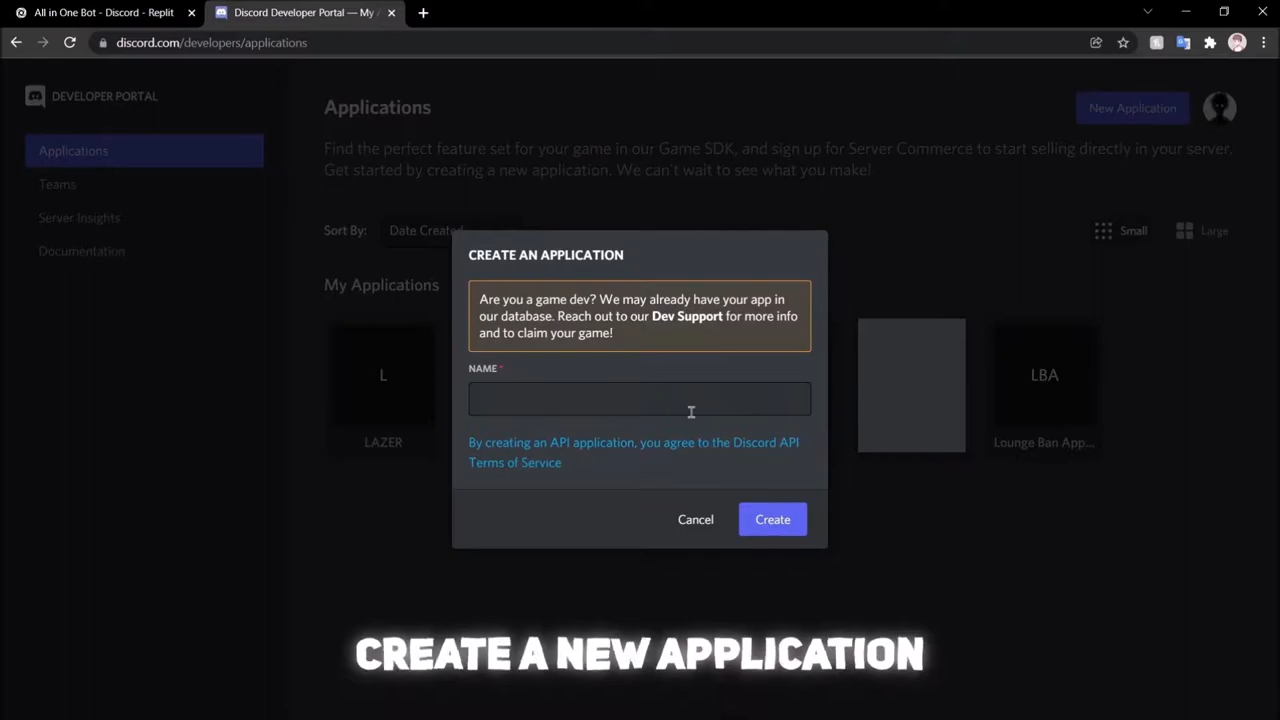 All in One Bot - Discord - Replit
Discord Developer Portal — My
discord.com/developers/applications
DEVELOPER PORTAL
Applications
Teams
Server Insights
Documentation
Applications
New Application
Find the perfect feature set for your game in our Game SDK, and sign up for Server Commerce to start selling directly in your server.
Get started by creating a new application. We can't wait to see what you make!
Sort By:
Date Created
Small
Large
My Applications
L
LAZER
LBA
Lounge Ban App...
CREATE AN APPLICATION
Are you a game dev? We may already have your app in
our database. Reach out to our Dev Support for more info
and to claim your game!
NAME *
By creating an API application, you agree to the Discord API
Terms of Service
Cancel
Create
CREATE A NEW APPLICATION